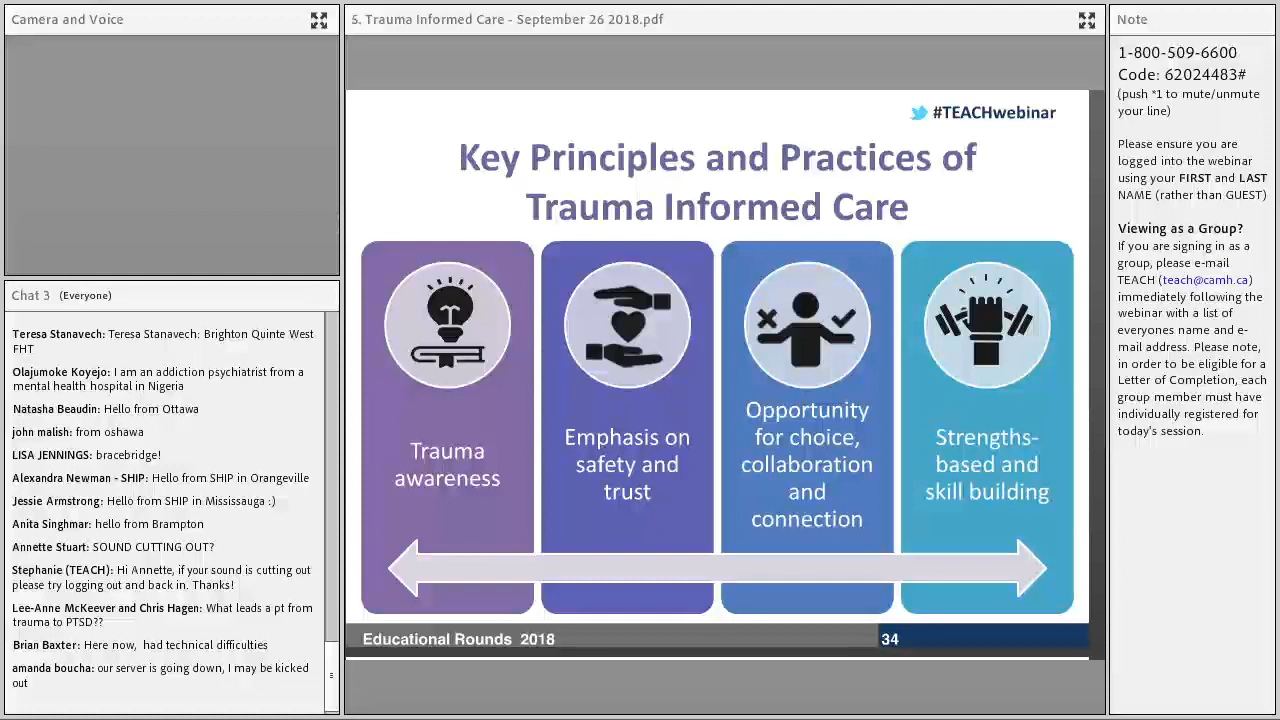 Camera and Voice
Chat 3 (Everyone)
Teresa Stanavech: Teresa Stanavech: Brighton Quinte West
FHT
Olajumoke Koyejo: I am an addiction psychiatrist from a
mental health hospital in Nigeria
Natasha Beaudin: Hello from Ottawa
john malish: from oshawa
LISA JENNINGS: bracebridge!
Alexandra Newman - SHIP: Hello from SHIP in Orangeville
Jessie Armstrong: Hello from SHIP in Mississauga :)
Anita Singhmar: hello from Brampton
Annette Stuart: SOUND CUTTING OUT?
Stephanie (TEACH): Hi Annette, if your sound is cutting out
please try logging out and back in. Thanks!
Lee-Anne McKeever and Chris Hagen: What leads a pt from
trauma to PTSD??
Brian Baxter: Here now, had technical difficulties
amanda boucha: our server is going down, I may be kicked
out
5. Trauma Informed Care - September 26 2018.pdf
#TEACHwebinar
Key Principles and Practices of
Trauma Informed Care
Trauma
awareness
Emphasis on
safety and
trust
Opportunity
for choice,
collaboration
and
connection
Strengths-
based and
skill building
Educational Rounds 2018
34
Note
1-800-509-6600
Code: 62024483#
(push *1 to mute/unmute
your line)
Please ensure you are
logged into the webinar
using your FIRST and LAST
NAME (rather than GUEST)
Viewing as a Group?
If you are signing in as a
group, please e-mail
TEACH (teach@camh.ca)
immediately following the
webinar with a list of
everyones name and e-
mail address. Please note,
in order to be eligible for a
Letter of Completion, each
group member must have
individually registered for
today's session.